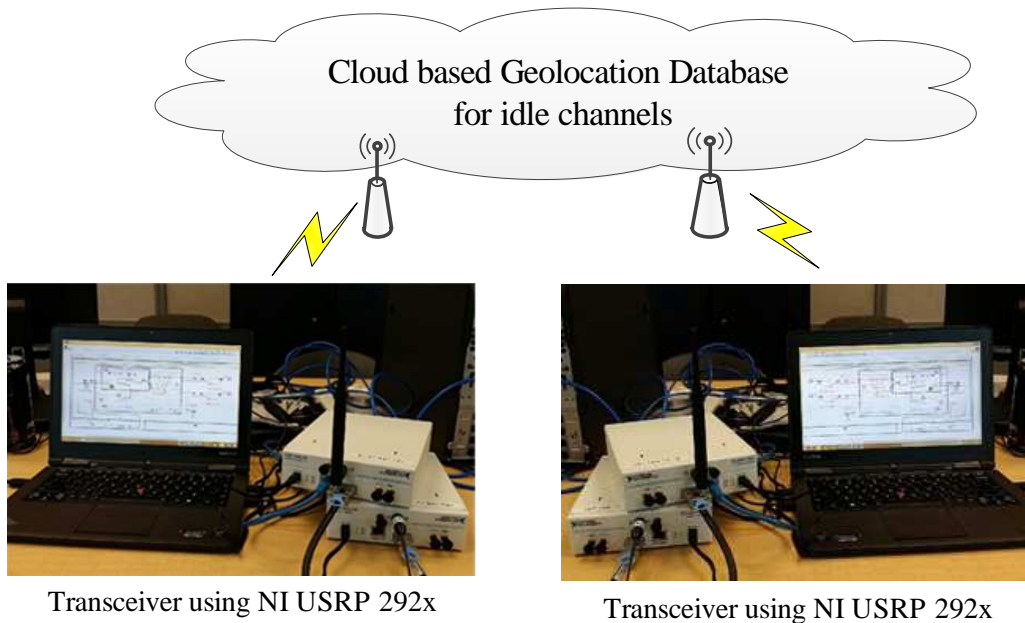 Cloud based Geolocation Database
for idle channels
Transceiver using NI USRP 292x
Transceiver using NI USRP 292x